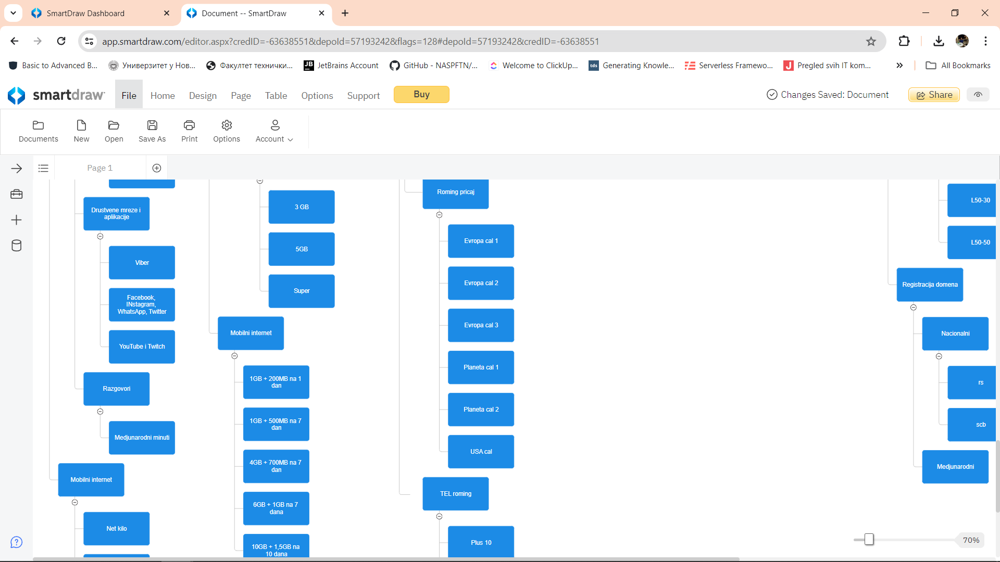 SmartDraw Dashboard
Document -- SmartDraw
app.smartdraw.com/editor.aspx?credID=-63638551&depoId=57193242&flags=128#depoId=57193242&credID=-63638551
Basic to Advanced B...
Универзитет у Нов...
Факултет технички...
JB
JetBrains Account
GitHub - NASPFTN/...
Welcome to ClickUp...
tds
Generating Knowle...
Serverless Framewo...
J
Pregled svih IT kom...
All Bookmarks
smartdraw
File
Home
Design
Page
Table
Options
Support
Buy
Changes Saved: Document
Share
Documents
New
Open
Save As
Print
Options
Account
Page 1
Drustvene mreze i
aplikacije
Viber
Facebook,
INstagram,
WhatsApp, Twitter
YouTube i Twitch
Razgovori
Medjunarodni minuti
Mobilni internet
Net kilo
3 GB
5GB
Super
Mobilni internet
1GB + 200MB na 1
dan
1GB + 500MB na 7
dan
4GB + 700MB na 7
dan
6GB + 1GB na 7
dana
10GB + 1,5GB na
10 dana
Roming pricaj
Evropa cal 1
Evropa cal 2
Evropa cal 3
Planeta cal 1
Planeta cal 2
USA cal
TEL roming
Plus 10
L50-30
L50-50
Registracija domena
Nacionalni
rs
scb
Medjunarodni
?
70%